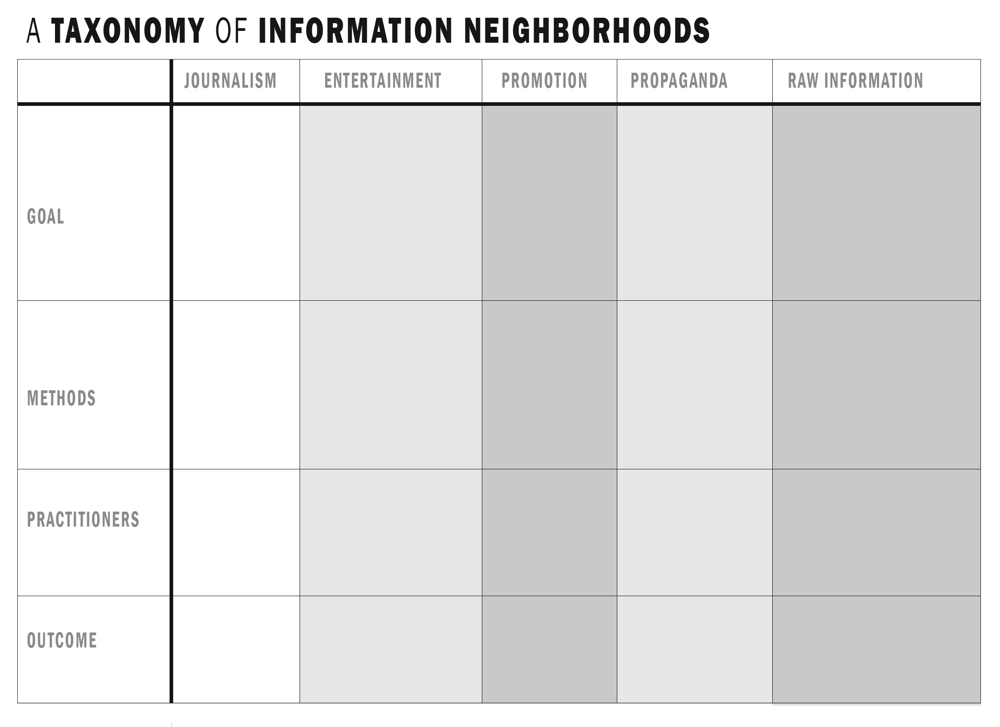 A TAXONOMY OF INFORMATION NEIGHBORHOODS
JOURNALISM ENTERTAINMENT PROMOTION PROPAGANDA RAW INFORMATION
GOAL
METHODS
PRACTITIONERS
OUTCOME